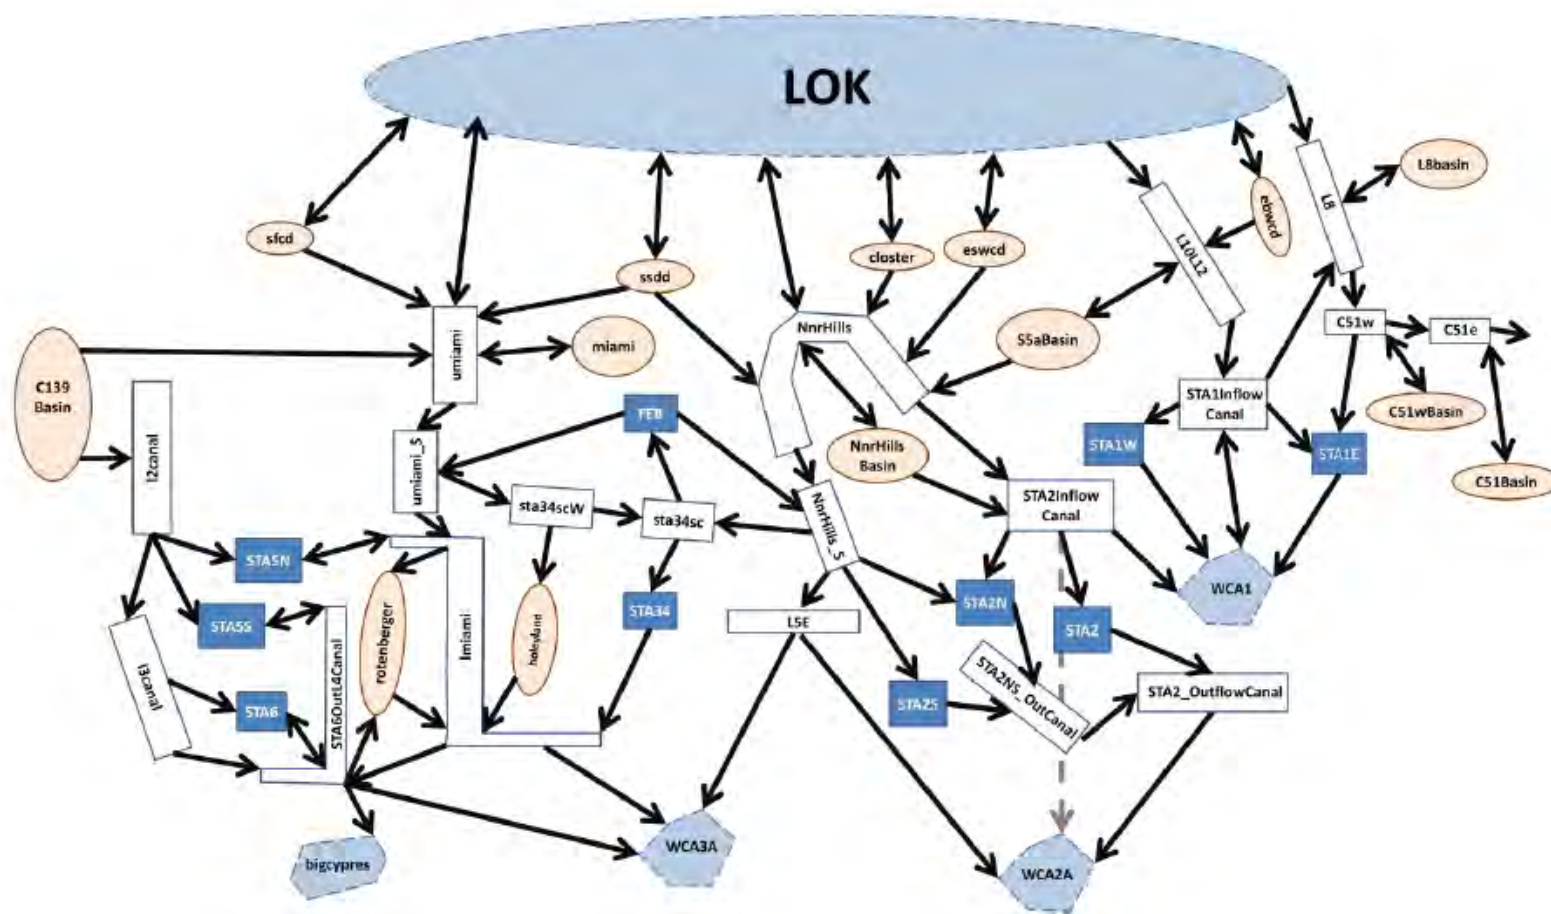 LOK
L8basin
L8
ebwcd
sfcd
L10L12
closter
eswcd
ssdd
NnrHills
C51w
C51e
S5aBasin
umiami
miami
C139
Basin
STA1Inflow
Canal
C51wBasin
FEB
l2canal
umiami_S
NnrHills
Basin
STA1W
STA1E
C51Basin
sta34scW
sta34sc
NnrHills_S
STA2Inflow
Canal
STA5N
WCA1
STA5S
rotenberger
lmiami
holeyland
STA34
L5E
STA2N
STA2
l3canal
STA6
STA6OutL4Canal
STA2S
STA2NS_OutCanal
STA2_OutflowCanal
WCA3A
bigcypres
WCA2A